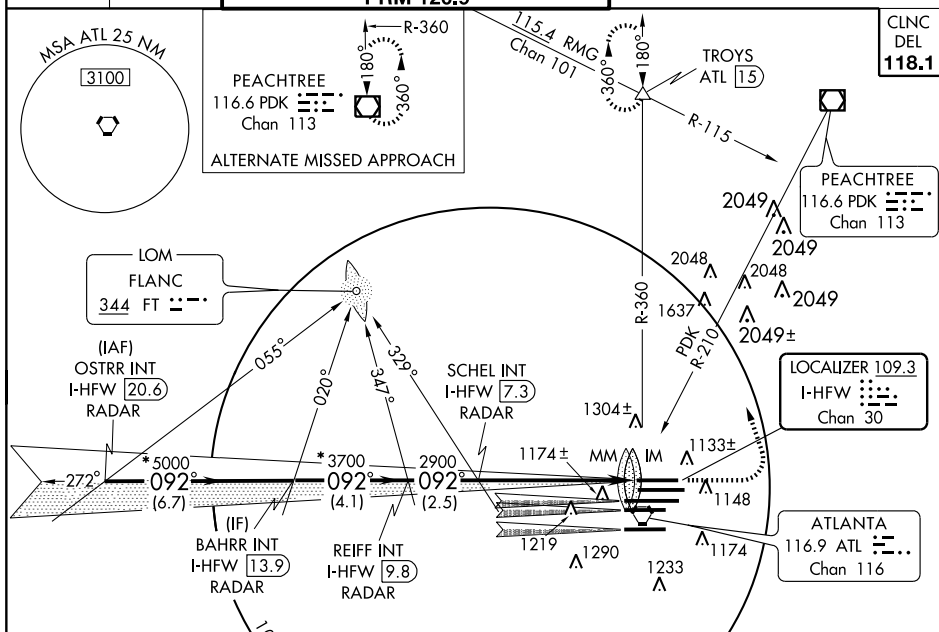 PRM 126.9
MSA ATL 25 NM
3100
R-360
180°
360°
PEACHTREE
116.6 PDK
Chan 113
ALTERNATE MISSED APPROACH
115.4 RMG
Chan 101
360°
180°
TROYS
ATL 15
R-115
CLNC
DEL
118.1
PEACHTREE
116.6 PDK
Chan 113
2049
2049
2048
2048
2049
1637
2049±
R-360
PDK
R-210
LOM
FLANC
344 FT
055°
020°
347°
329°
(IAF)
OSTRR INT
I-HFW 20.6
RADAR
SCHEL INT
I-HFW 7.3
RADAR
LOCALIZER 109.3
I-HFW
Chan 30
1304±
1174±
MM
IM
1133±
272°
*5000
092°
(6.7)
*3700
092°
(4.1)
2900
092°
(2.5)
1148
(IF)
BAHRR INT
I-HFW 13.9
RADAR
REIFF INT
I-HFW 9.8
RADAR
1219
1290
1233
1174
ATLANTA
116.9 ATL
Chan 116